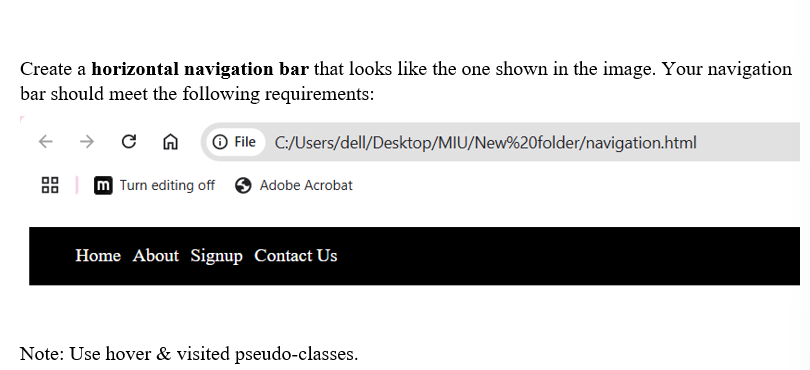 Create a horizontal navigation bar that looks like the one shown in the image. Your navigation
bar should meet the following requirements:
File C:/Users/dell/Desktop/MIU/New%20folder/navigation.html
m Turn editing off Adobe Acrobat
Home About Signup Contact Us
Note: Use hover & visited pseudo-classes.